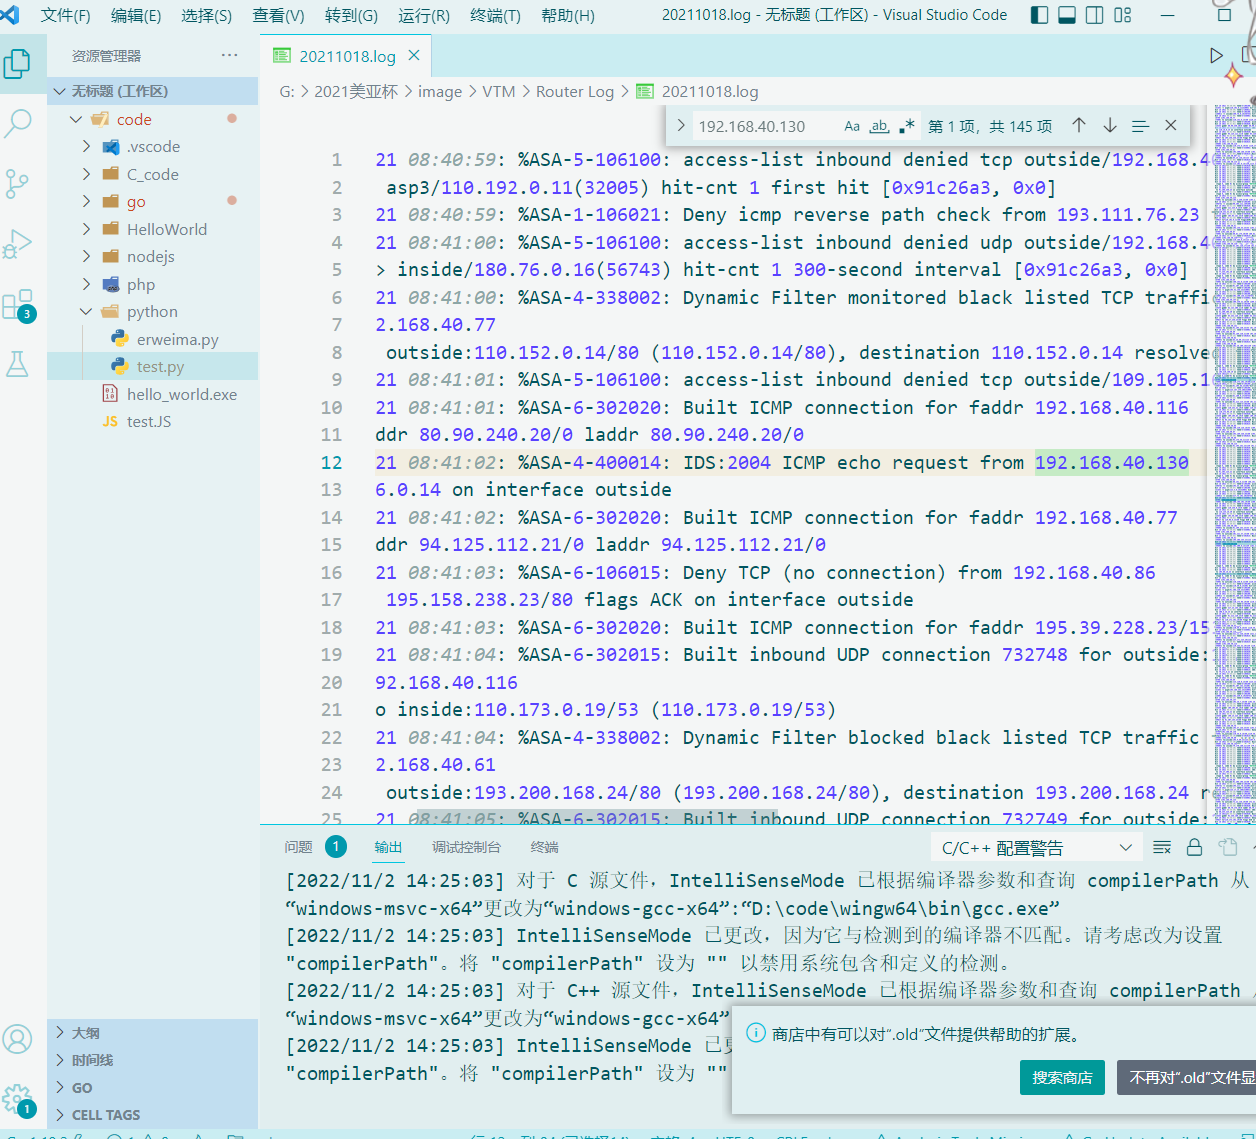 文件(F) 编辑(E) 选择(S) 查看(V) 转到(G) 运行(R) 终端(T) 帮助(H) 20211018.log - 无标题 (工作区) - Visual Studio Code
资源管理器 ···
20211018.log
无标题 (工作区)
G: > 2021美亚杯 > image > VTM > Router Log > 20211018.log
192.168.40.130 Aa ab .* 第 1 项，共 145 项
code
.vscode
C_code
go
HelloWorld
nodejs
php
python
erweima.py
test.py
hello_world.exe
JS test.JS
3
1 21 08:40:59: %ASA-5-106100: access-list inbound denied tcp outside/192.168.40
2 asp3/110.192.0.11(32005) hit-cnt 1 first hit [0x91c26a3, 0x0]
3 21 08:40:59: %ASA-1-106021: Deny icmp reverse path check from 193.111.76.23
4 21 08:41:00: %ASA-5-106100: access-list inbound denied udp outside/192.168.40
5 > inside/180.76.0.16(56743) hit-cnt 1 300-second interval [0x91c26a3, 0x0]
6 21 08:41:00: %ASA-4-338002: Dynamic Filter monitored black listed TCP traffic
7 2.168.40.77
8 outside:110.152.0.14/80 (110.152.0.14/80), destination 110.152.0.14 resolved
9 21 08:41:01: %ASA-5-106100: access-list inbound denied tcp outside/109.105.1
10 21 08:41:01: %ASA-6-302020: Built ICMP connection for faddr 192.168.40.116
11 ddr 80.90.240.20/0 laddr 80.90.240.20/0
12 21 08:41:02: %ASA-4-400014: IDS:2004 ICMP echo request from 192.168.40.130
13 6.0.14 on interface outside
14 21 08:41:02: %ASA-6-302020: Built ICMP connection for faddr 192.168.40.77
15 ddr 94.125.112.21/0 laddr 94.125.112.21/0
16 21 08:41:03: %ASA-6-106015: Deny TCP (no connection) from 192.168.40.86
17 195.158.238.23/80 flags ACK on interface outside
18 21 08:41:03: %ASA-6-302020: Built ICMP connection for faddr 195.39.228.23/15
19 21 08:41:04: %ASA-6-302015: Built inbound UDP connection 732748 for outside:
20 92.168.40.116
21 o inside:110.173.0.19/53 (110.173.0.19/53)
22 21 08:41:04: %ASA-4-338002: Dynamic Filter blocked black listed TCP traffic
23 2.168.40.61
24 outside:193.200.168.24/80 (193.200.168.24/80), destination 193.200.168.24 re
25 21 08:41:05: %ASA-6-302015: Built inbound UDP connection 732749 for outside:
问题 1 输出 调试控制台 终端 C/C++ 配置警告
[2022/11/2 14:25:03] 对于 C 源文件，IntelliSenseMode 已根据编译器参数和查询 compilerPath 从
“windows-msvc-x64”更改为“windows-gcc-x64”:“D:\code\wingw64\bin\gcc.exe”
[2022/11/2 14:25:03] IntelliSenseMode 已更改，因为它与检测到的编译器不匹配。请考虑改为设置
"compilerPath"。将 "compilerPath" 设为 "" 以禁用系统包含和定义的检测。
[2022/11/2 14:25:03] 对于 C++ 源文件，IntelliSenseMode 已根据编译器参数和查询 compilerPath
“windows-msvc-x64”更改为“windows-gcc-x64”
[2022/11/2 14:25:03] IntelliSenseMode 已更
"compilerPath"。将 "compilerPath" 设为 ""
商店中有可以对“.old”文件提供帮助的扩展。
搜索商店 不再对“.old”文件显
大纲
时间线
GO
CELL TAGS
1